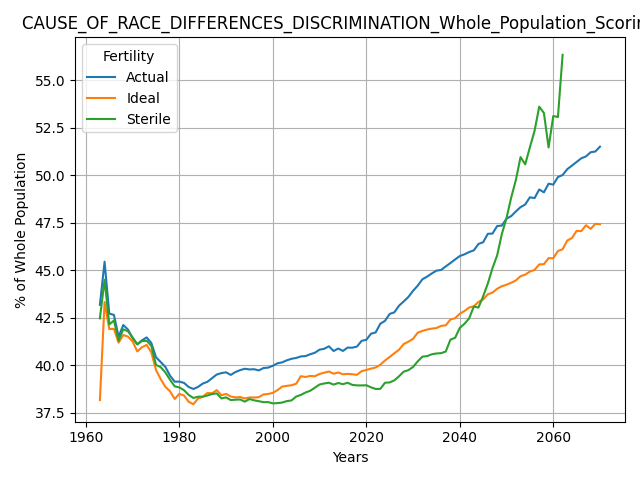 CAUSE_OF_RACE_DIFFERENCES_DISCRIMINATION_Whole_Population_Scorin
Fertility
Actual
Ideal
Sterile
55.0
52.5
50.0
47.5
45.0
42.5
40.0
37.5
% of Whole Population
1960 1980 2000 2020 2040 2060
Years